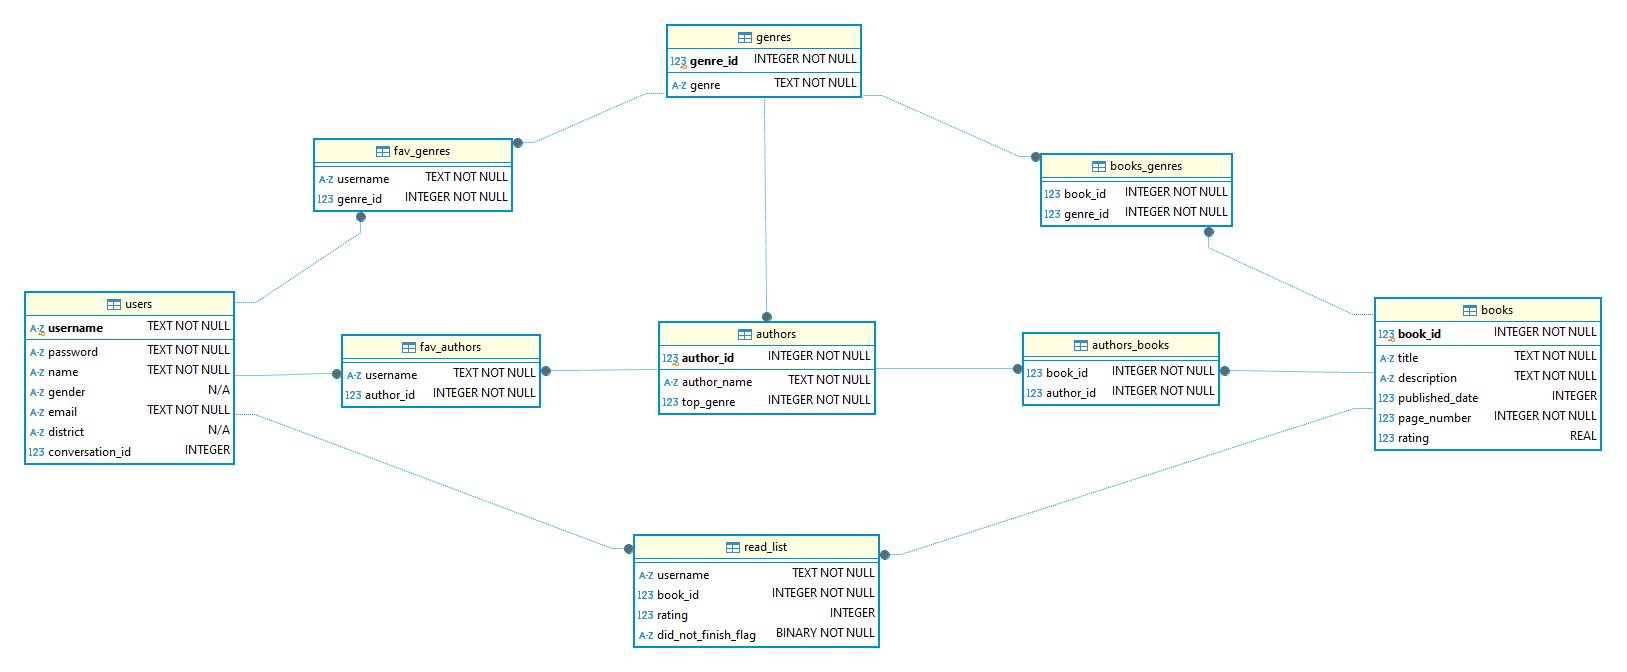 genres
123 genre_id INTEGER NOT NULL
A-Z genre TEXT NOT NULL
fav_genres
A-Z username TEXT NOT NULL
123 genre_id INTEGER NOT NULL
books_genres
123 book_id INTEGER NOT NULL
123 genre_id INTEGER NOT NULL
users
A-Z username TEXT NOT NULL
A-Z password TEXT NOT NULL
A-Z name TEXT NOT NULL
A-Z gender N/A
A-Z email TEXT NOT NULL
A-Z district N/A
123 conversation_id INTEGER
fav_authors
A-Z username TEXT NOT NULL
123 author_id INTEGER NOT NULL
authors
123 author_id INTEGER NOT NULL
A-Z author_name TEXT NOT NULL
123 top_genre INTEGER NOT NULL
authors_books
123 book_id INTEGER NOT NULL
123 author_id INTEGER NOT NULL
books
123 book_id INTEGER NOT NULL
A-Z title TEXT NOT NULL
A-Z description TEXT NOT NULL
123 published_date INTEGER
123 page_number INTEGER NOT NULL
123 rating REAL
read_list
A-Z username TEXT NOT NULL
123 book_id INTEGER NOT NULL
123 rating INTEGER
A-Z did_not_finish_flag BINARY NOT NULL